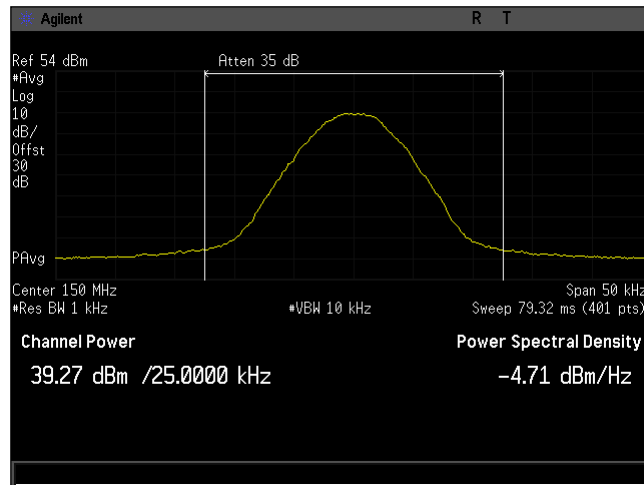 Agilent R T
Ref 54 dBm Atten 35 dB
#Avg
Log
10
dB/
Offst
30
dB
PAvg
Center 150 MHz Span 50 kHz
#Res BW 1 kHz #VBW 10 kHz Sweep 79.32 ms (401 pts)
Channel Power Power Spectral Density
39.27 dBm /25.0000 kHz -4.71 dBm/Hz